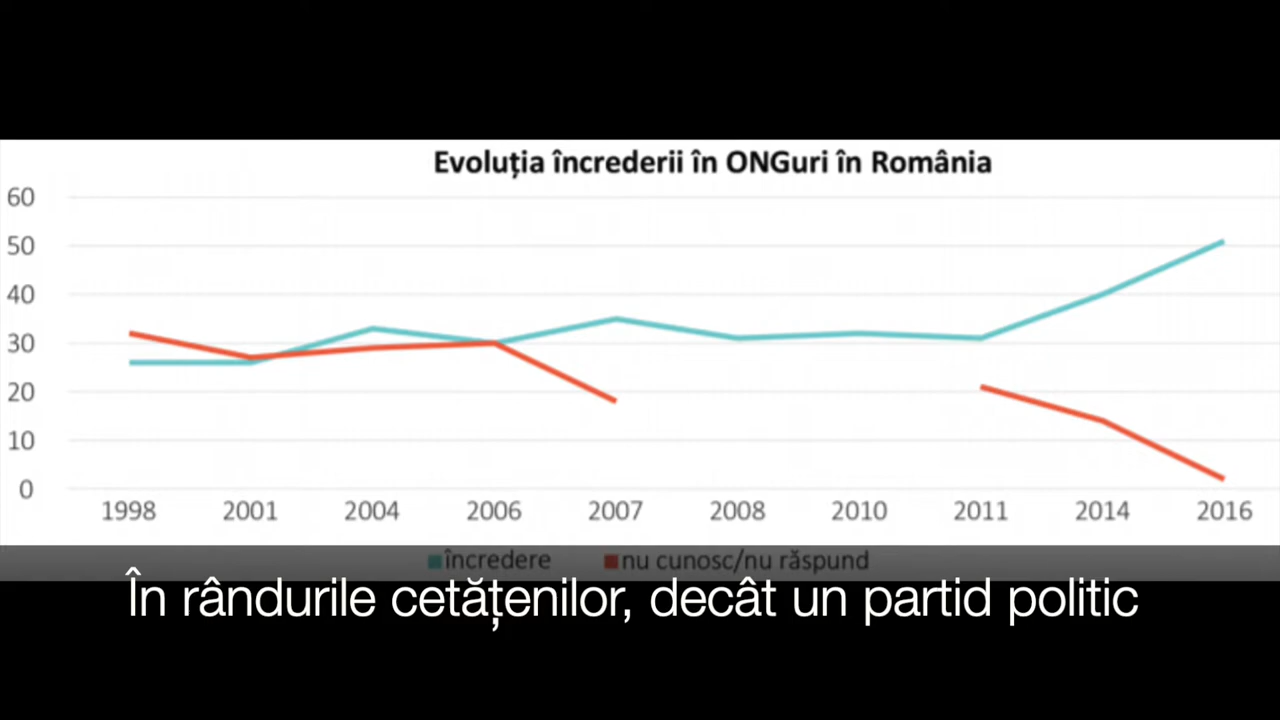 Evoluția încrederii în ONGuri în România
60
50
40
30
20
10
0
1998 2001 2004 2006 2007 2008 2010 2011 2014 2016
încredere nu cunosc/nu răspund
În rândurile cetățenilor, decât un partid politic